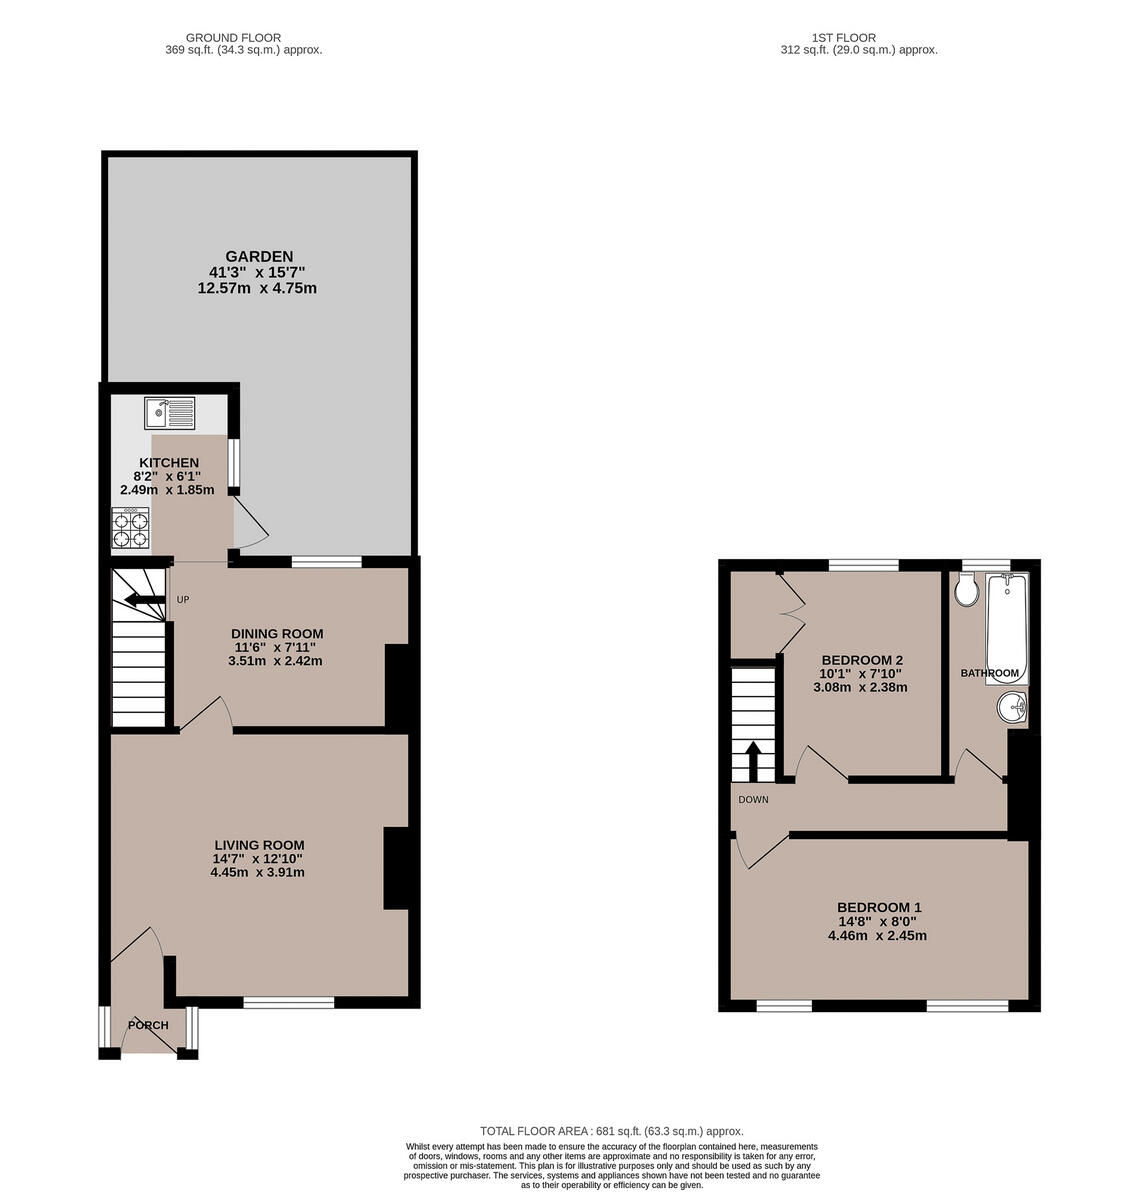 GROUND FLOOR
369 sq.ft. (34.3 sq.m.) approx.
1ST FLOOR
312 sq.ft. (29.0 sq.m.) approx.
GARDEN
41'3" x 15'7"
12.57m x 4.75m
KITCHEN
8'2" x 6'1"
2.49m x 1.85m
UP
DINING ROOM
11'6" x 7'11"
3.51m x 2.42m
LIVING ROOM
14'7" x 12'10"
4.45m x 3.91m
PORCH
BEDROOM 2
10'1" x 7'10"
3.08m x 2.38m
BATHROOM
DOWN
BEDROOM 1
14'8" x 8'0"
4.46m x 2.45m
TOTAL FLOOR AREA : 681 sq.ft. (63.3 sq.m.) approx.
Whilst every attempt has been made to ensure the accuracy of the floorplan contained here, measurements
of doors, windows, rooms and any other items are approximate and no responsibility is taken for any error,
omission or mis-statement. This plan is for illustrative purposes only and should be used as such by any
prospective purchaser. The services, systems and appliances shown have not been tested and no guarantee
as to their operability or efficiency can be given.